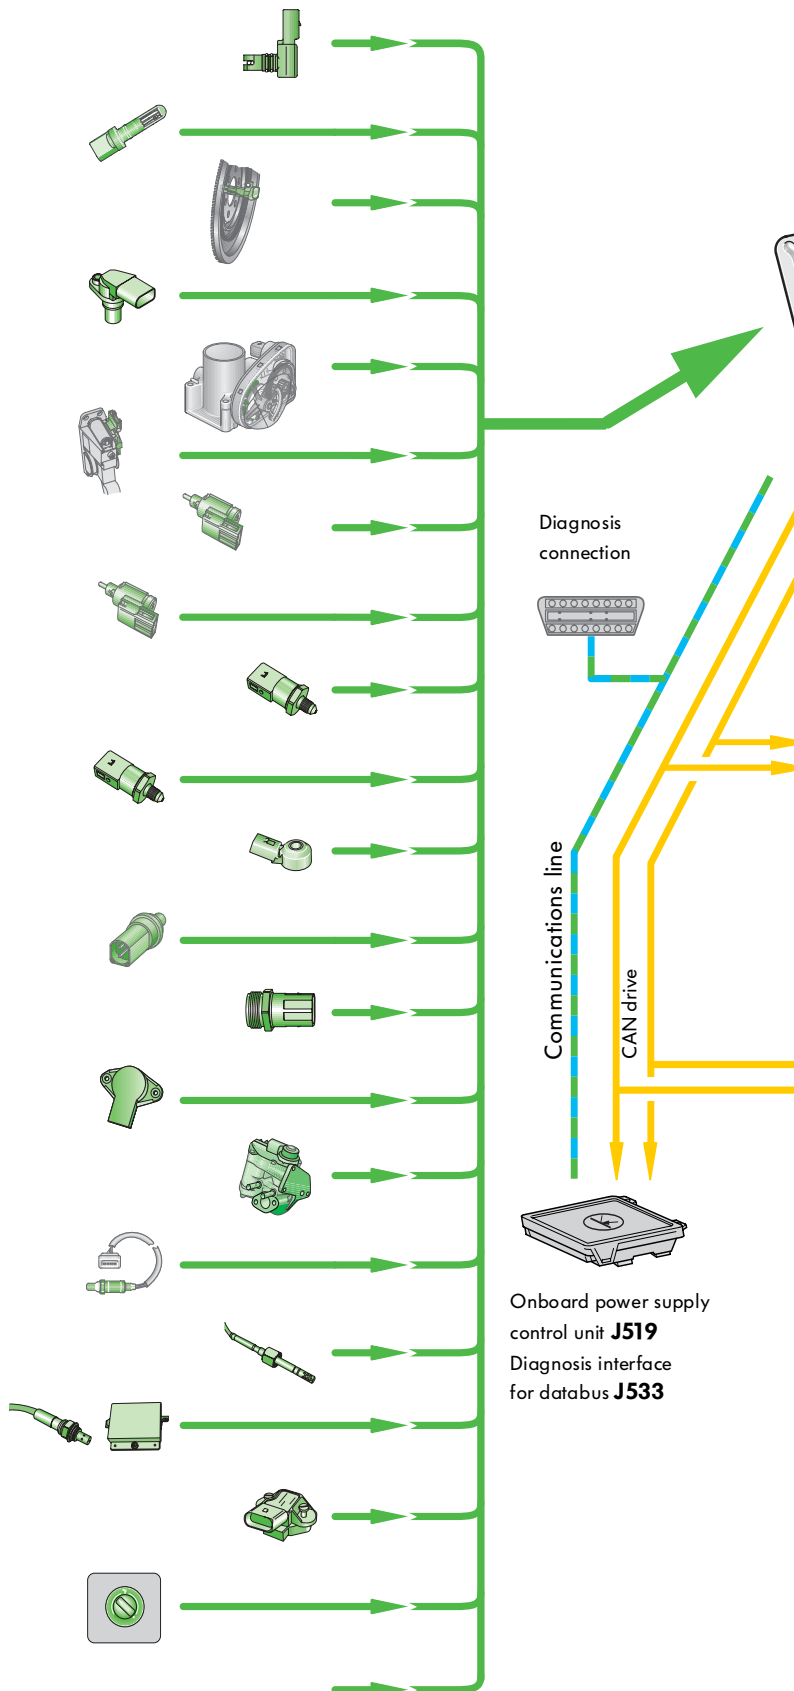 Diagnosis
connection
Communications line
CAN drive
Onboard power supply
control unit J519
Diagnosis interface
for databus J533